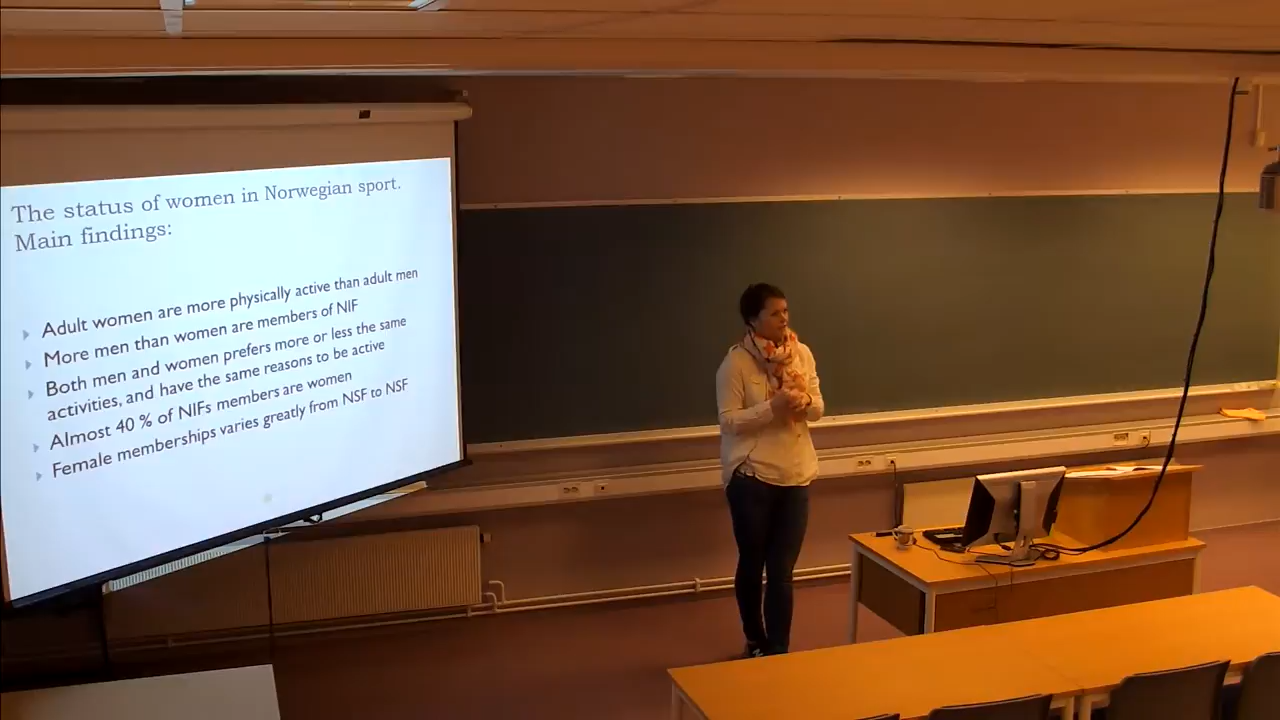 The status of women in Norwegian sport.
Main findings:
Adult women are more physically active than adult men
More men than women are members of NIF
Both men and women prefers more or less the same
activities, and have the same reasons to be active
Almost 40 % of NIFs members are women
Female memberships varies greatly from NSF to NSF